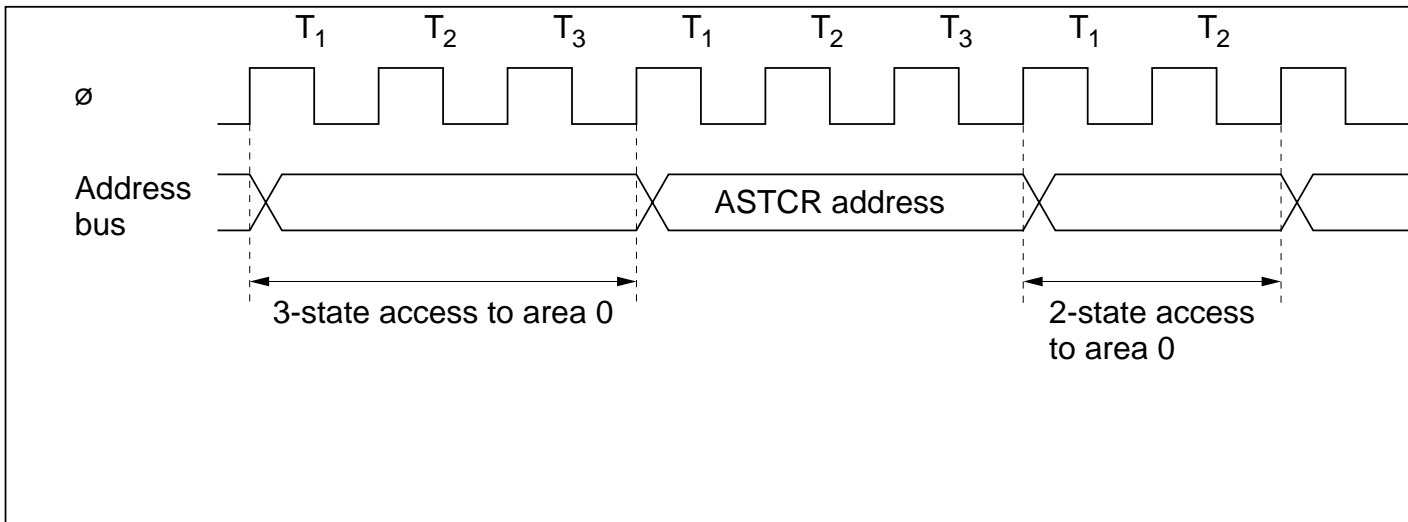 T1 T2 T3 T1 T2 T3 T1 T2
ø
Address
bus
ASTCR address
3-state access to area 0
2-state access
to area 0